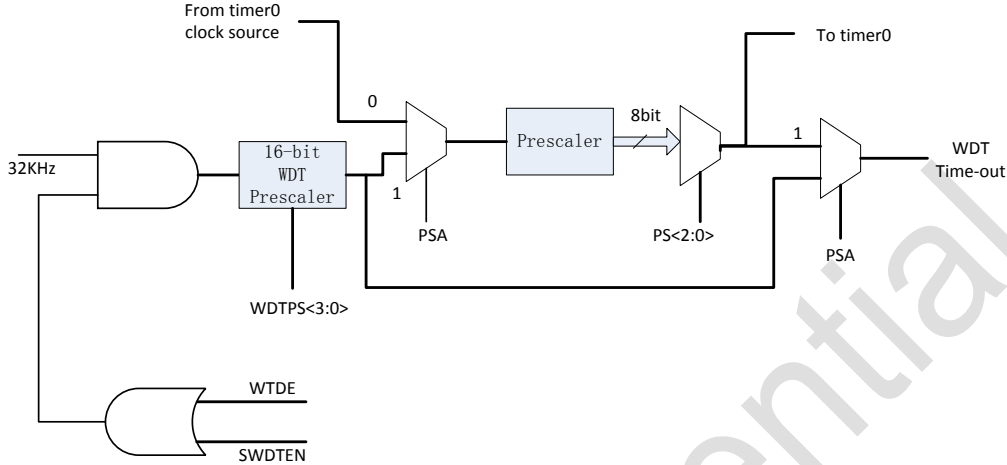 From timer0
clock source
To timer0
0
8bit
1
32KHz
16-bit
WDT
Prescaler
Prescaler
WDT
Time-out
1
PSA
PS<2:0>
PSA
WDTPS<3:0>
WTDE
SWDTEN
ential